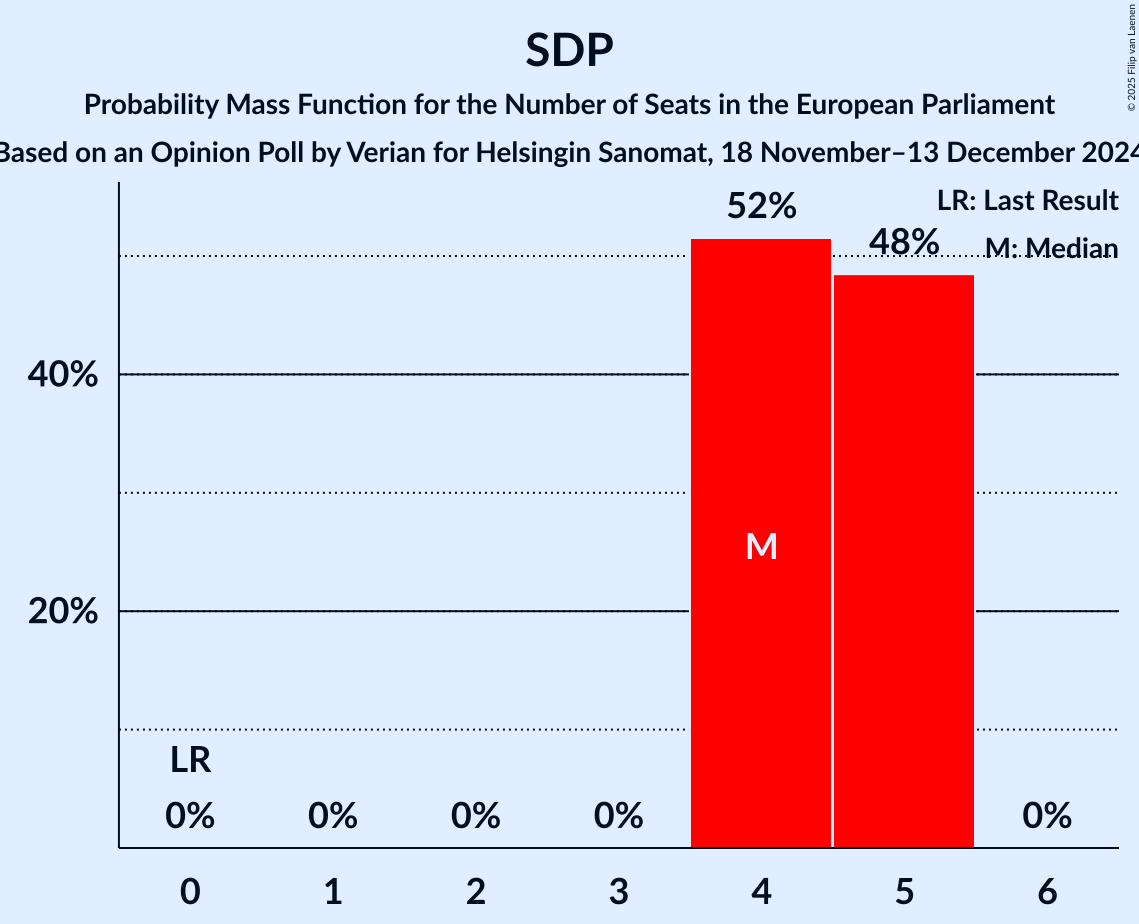 SDP
Probability Mass Function for the Number of Seats in the European Parliament
Based on an Opinion Poll by Verian for Helsingin Sanomat, 18 November–13 December 2024
© 2025 Filip van Laenen
LR: Last Result
M: Median
52%
48%
40%
20%
M
LR
0% 0% 0% 0% 0%
0 1 2 3 4 5 6